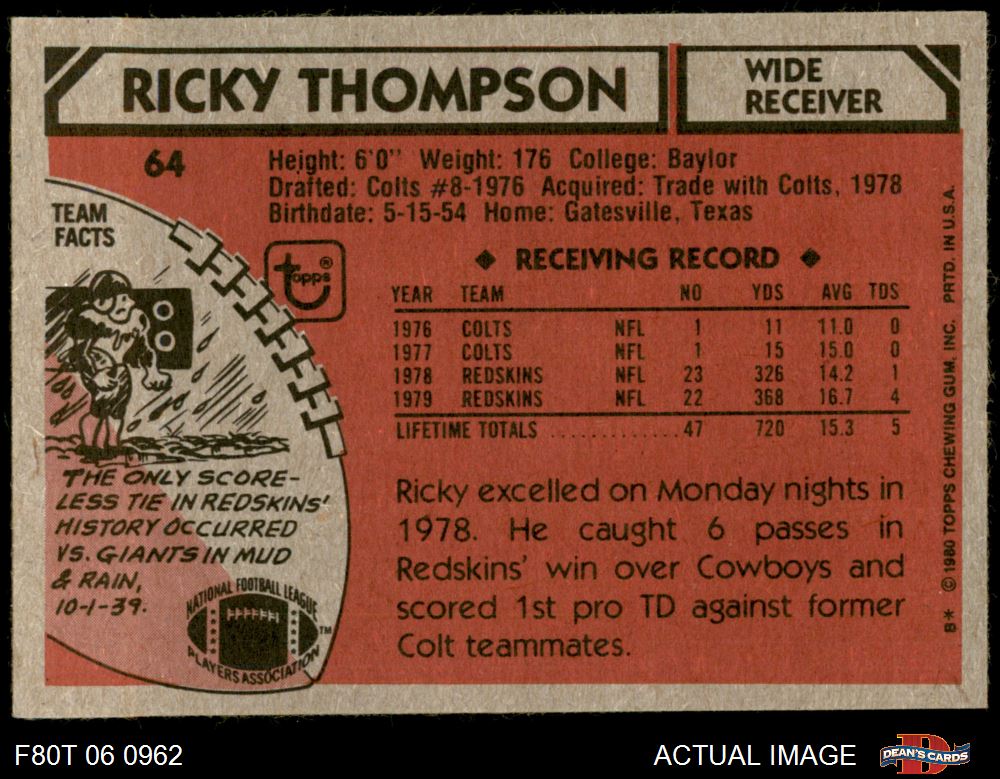 RICKY THOMPSON
WIDE
RECEIVER
64
Height: 6'0" Weight: 176 College: Baylor
Drafted: Colts #8-1976 Acquired: Trade with Colts, 1978
Birthdate: 5-15-54 Home: Gatesville, Texas
TEAM
FACTS
topps®
◆ RECEIVING RECORD ◆
YEAR TEAM NO YDS AVG TDS
1976 COLTS NFL 1 11 11.0 0
1977 COLTS NFL 1 15 15.0 0
1978 REDSKINS NFL 23 326 14.2 1
1979 REDSKINS NFL 22 368 16.7 4
LIFETIME TOTALS ............. 47 720 15.3 5
THE ONLY SCORE-
LESS TIE IN REDSKINS'
HISTORY OCCURRED
VS. GIANTS IN MUD
& RAIN,
10-1-39.
NATIONAL FOOTBALL LEAGUE
PLAYERS ASSOCIATION
TM
Ricky excelled on Monday nights in
1978. He caught 6 passes in
Redskins' win over Cowboys and
scored 1st pro TD against former
Colt teammates.
B* © 1980 TOPPS CHEWING GUM, INC. PRTD. IN U.S.A.
F80T 06 0962
ACTUAL IMAGE
DEAN'S CARDS